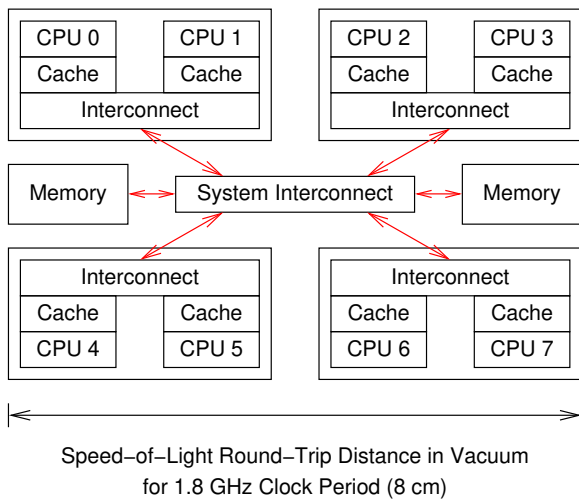 CPU 0 CPU 1 CPU 2 CPU 3
Cache Cache Cache Cache
Interconnect Interconnect
Memory System Interconnect Memory
Interconnect Interconnect
Cache Cache Cache Cache
CPU 4 CPU 5 CPU 6 CPU 7
Speed−of−Light Round−Trip Distance in Vacuum
for 1.8 GHz Clock Period (8 cm)